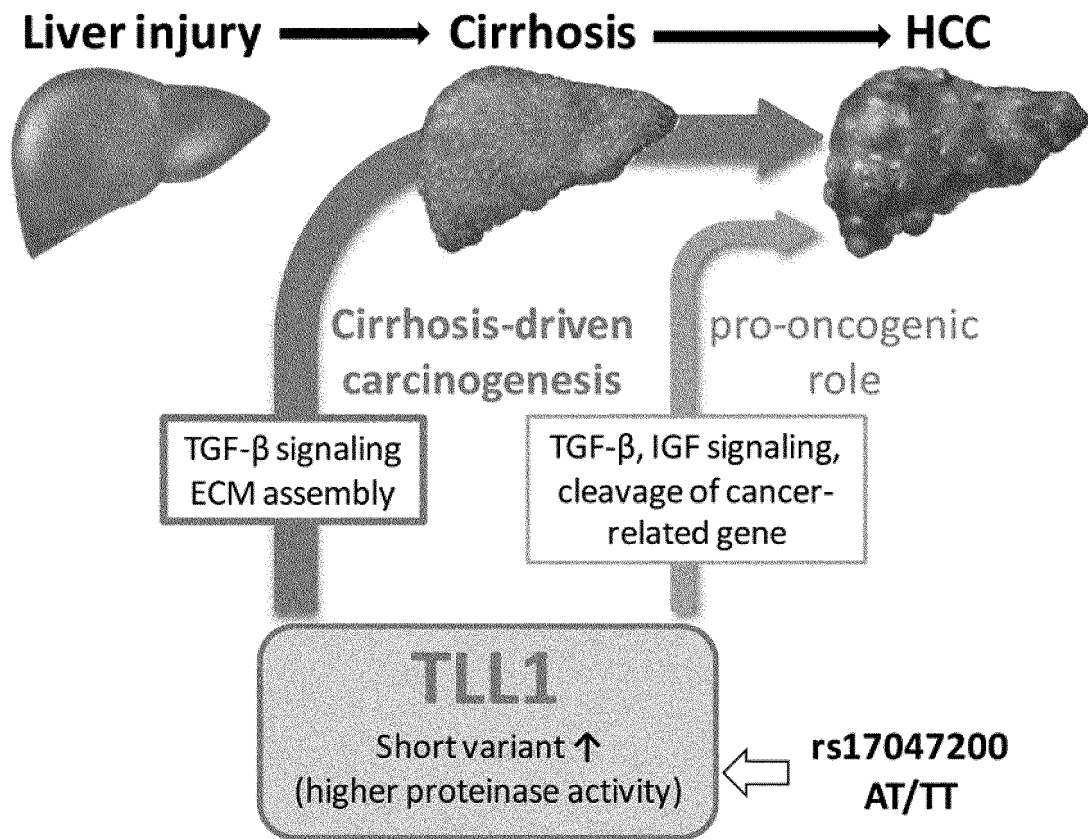 Liver injury
Cirrhosis
HCC
Cirrhosis-driven
carcinogenesis
pro-oncogenic
role
TGF-β signaling
ECM assembly
TGF-β, IGF signaling,
cleavage of cancer-
related gene
TLL1
Short variant ↑
(higher proteinase activity)
rs17047200
AT/TT